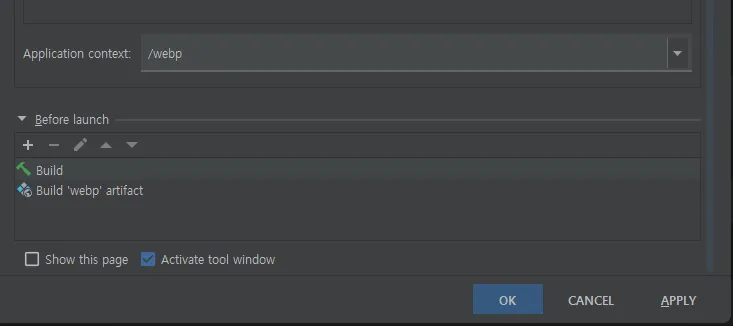 Application context: /webp
Before launch
Build
Build 'webp' artifact
Show this page Activate tool window
OK CANCEL APPLY